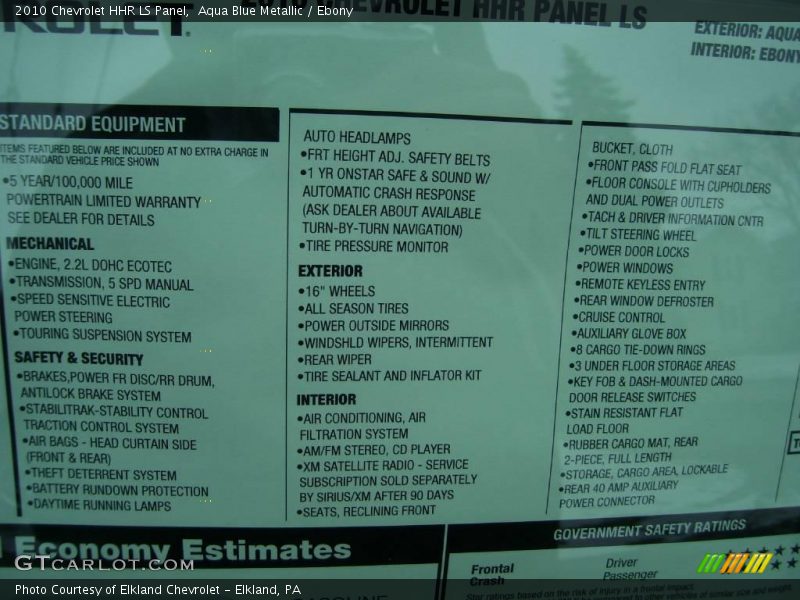 2010 Chevrolet HHR LS Panel, Aqua Blue Metallic / Ebony
CHEVROLET HHR PANEL LS
EXTERIOR: AQUA
INTERIOR: EBONY
STANDARD EQUIPMENT
ITEMS FEATURED BELOW ARE INCLUDED AT NO EXTRA CHARGE IN
THE STANDARD VEHICLE PRICE SHOWN
•5 YEAR/100,000 MILE
POWERTRAIN LIMITED WARRANTY
SEE DEALER FOR DETAILS
MECHANICAL
•ENGINE, 2.2L DOHC ECOTEC
•TRANSMISSION, 5 SPD MANUAL
•SPEED SENSITIVE ELECTRIC
POWER STEERING
•TOURING SUSPENSION SYSTEM
SAFETY & SECURITY
•BRAKES,POWER FR DISC/RR DRUM,
ANTILOCK BRAKE SYSTEM
•STABILITRAK-STABILITY CONTROL
TRACTION CONTROL SYSTEM
•AIR BAGS - HEAD CURTAIN SIDE
(FRONT & REAR)
•THEFT DETERRENT SYSTEM
•BATTERY RUNDOWN PROTECTION
•DAYTIME RUNNING LAMPS
AUTO HEADLAMPS
•FRT HEIGHT ADJ. SAFETY BELTS
•1 YR ONSTAR SAFE & SOUND W/
AUTOMATIC CRASH RESPONSE
(ASK DEALER ABOUT AVAILABLE
TURN-BY-TURN NAVIGATION)
•TIRE PRESSURE MONITOR
EXTERIOR
•16" WHEELS
•ALL SEASON TIRES
•POWER OUTSIDE MIRRORS
•WINDSHLD WIPERS, INTERMITTENT
•REAR WIPER
•TIRE SEALANT AND INFLATOR KIT
INTERIOR
•AIR CONDITIONING, AIR
FILTRATION SYSTEM
•AM/FM STEREO, CD PLAYER
•XM SATELLITE RADIO - SERVICE
SUBSCRIPTION SOLD SEPARATELY
BY SIRIUS/XM AFTER 90 DAYS
•SEATS, RECLINING FRONT
BUCKET, CLOTH
•FRONT PASS FOLD FLAT SEAT
•FLOOR CONSOLE WITH CUPHOLDERS
AND DUAL POWER OUTLETS
•TACH & DRIVER INFORMATION CNTR
•TILT STEERING WHEEL
•POWER DOOR LOCKS
•POWER WINDOWS
•REMOTE KEYLESS ENTRY
•REAR WINDOW DEFROSTER
•CRUISE CONTROL
•AUXILIARY GLOVE BOX
•8 CARGO TIE-DOWN RINGS
•3 UNDER FLOOR STORAGE AREAS
•KEY FOB & DASH-MOUNTED CARGO
DOOR RELEASE SWITCHES
•STAIN RESISTANT FLAT
LOAD FLOOR
•RUBBER CARGO MAT, REAR
2-PIECE, FULL LENGTH
•STORAGE, CARGO AREA, LOCKABLE
•REAR 40 AMP AUXILIARY
POWER CONNECTOR
Economy Estimates
GOVERNMENT SAFETY RATINGS
Frontal
Crash
Driver
Passenger
Star ratings based on the risk of injury in a frontal impact
GTCARLOT.COM
Photo Courtesy of Elkland Chevrolet - Elkland, PA